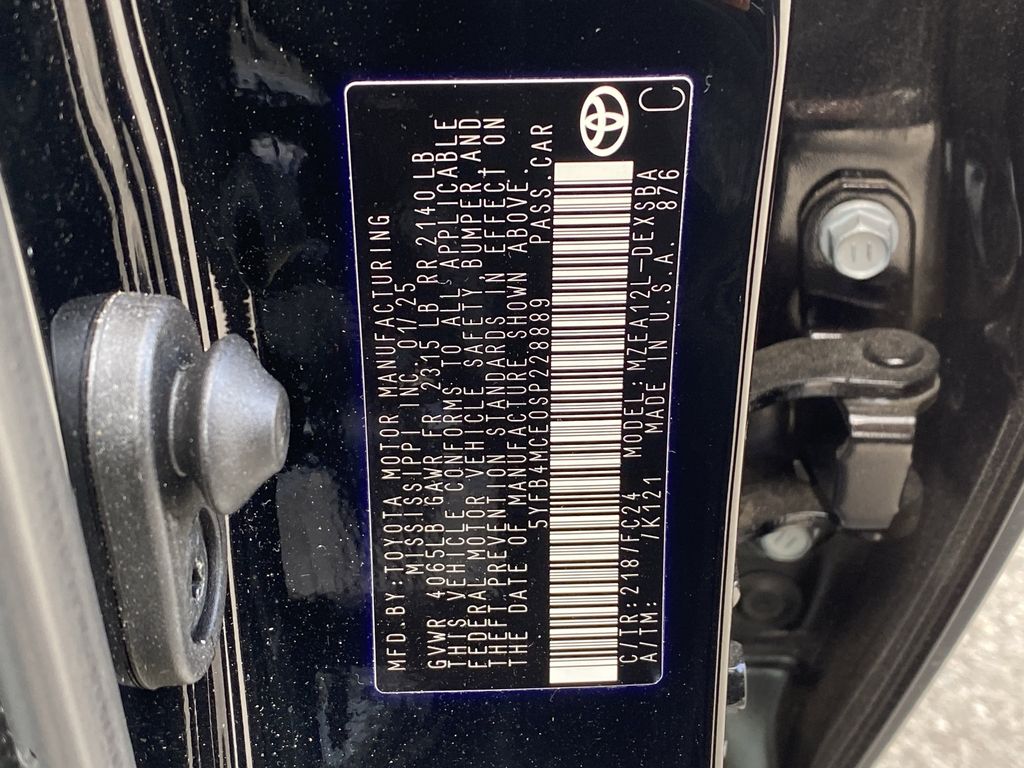 MFD.BY:TOYOTA MOTOR MANUFACTURING
MISSISSIPPI INC. 01/25
GVWR 4065LB GAWR FR 2315 LB RR 2140 LB
THIS VEHICLE CONFORMS TO ALL APPLICABLE
FEDERAL MOTOR VEHICLE SAFETY, BUMPER,AND
THEFT PREVENTION STANDARDS IN EFFECT ON
THE DATE OF MANUFACTURE SHOWN ABOVE.
5YFB4MCE0SP228889 PASS.CAR
C/TR:218/FC24 MODEL:MZEA12L-DEXSBA
A/TM: /K121 MADE IN U.S.A. 876
C